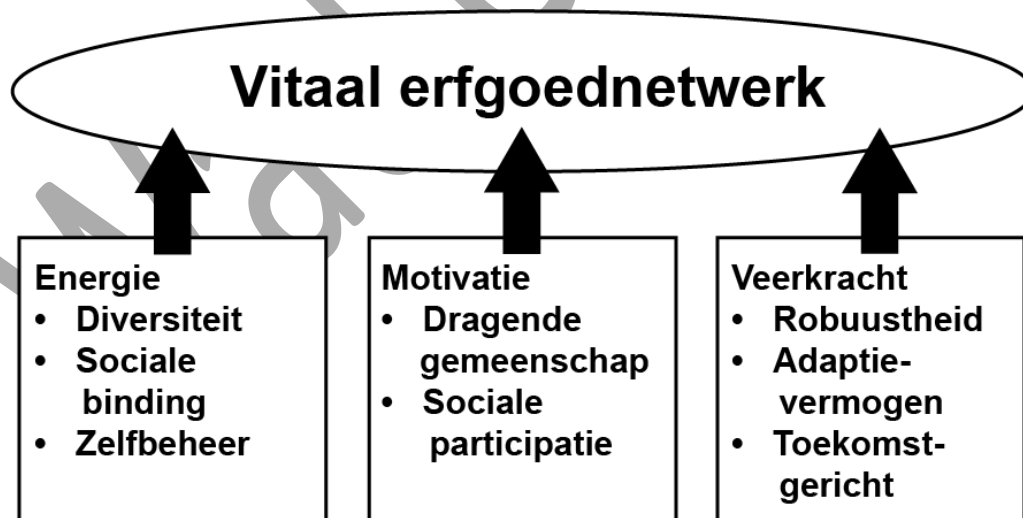 Vitaal erfgoednetwerk
Energie
• Diversiteit
• Sociale
binding
• Zelfbeheer
Motivatie
• Dragende
gemeenschap
• Sociale
participatie
Veerkracht
• Robuustheid
• Adaptie-
vermogen
• Toekomst-
gericht